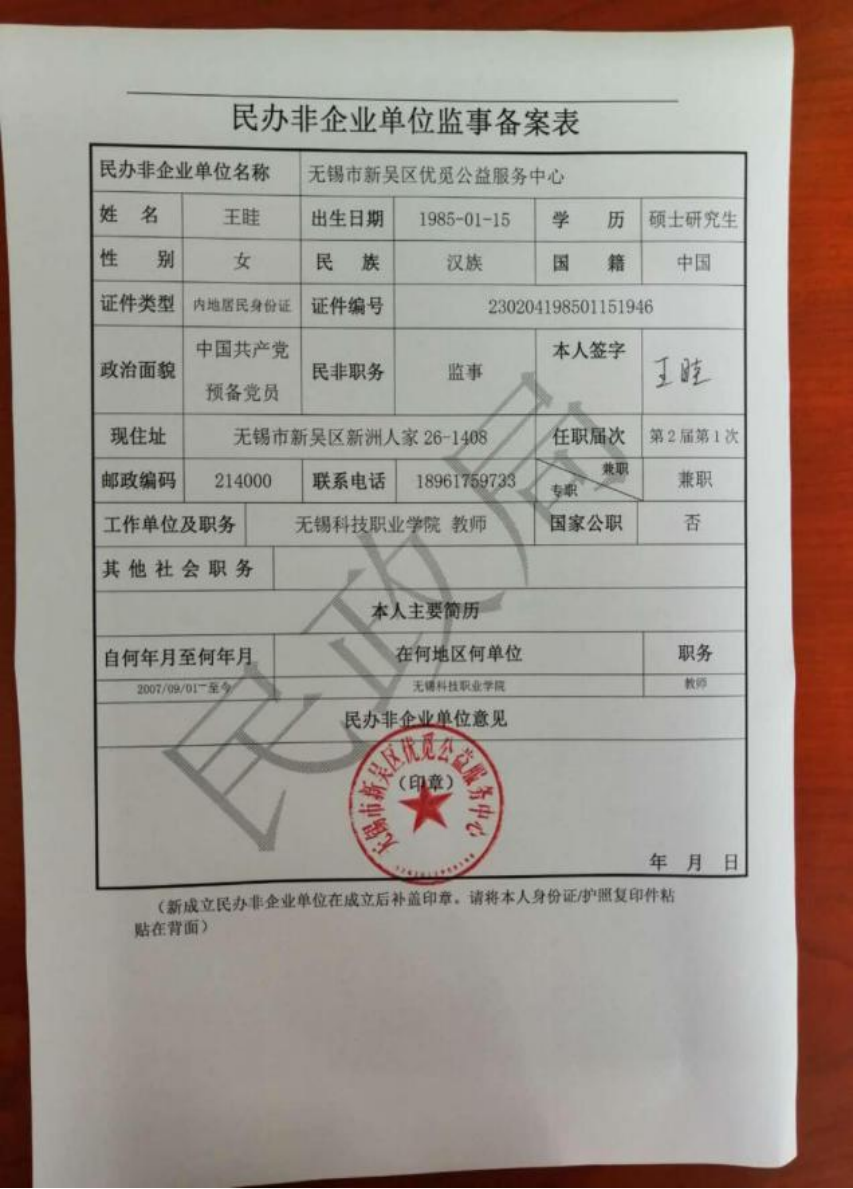 民办非企业单位监事备案表
民办非企业单位名称 无锡市新吴区优觅公益服务中心
姓 名 王眭 出生日期 1985-01-15 学 历 硕士研究生
性 别 女 民 族 汉族 国 籍 中国
证件类型 内地居民身份证 证件编号 230204198501151946
政治面貌 中国共产党 预备党员 民非职务 监事 本人签字 王眭
现住址 无锡市新吴区新洲人家 26-1408 任职届次 第2届第1次
邮政编码 214000 联系电话 18961759733 专职 兼职 兼职
工作单位及职务 无锡科技职业学院 教师 国家公职 否
其他社会职务
本人主要简历
自何年月至何年月 在何地区何单位 职务
2007/09/01~至今 无锡科技职业学院 教师
民办非企业单位意见
(印章)
无锡市新吴区优觅公益服务中心
年 月 日
(新成立民办非企业单位在成立后补盖印章。请将本人身份证/护照复印件粘
贴在背面)
民政局